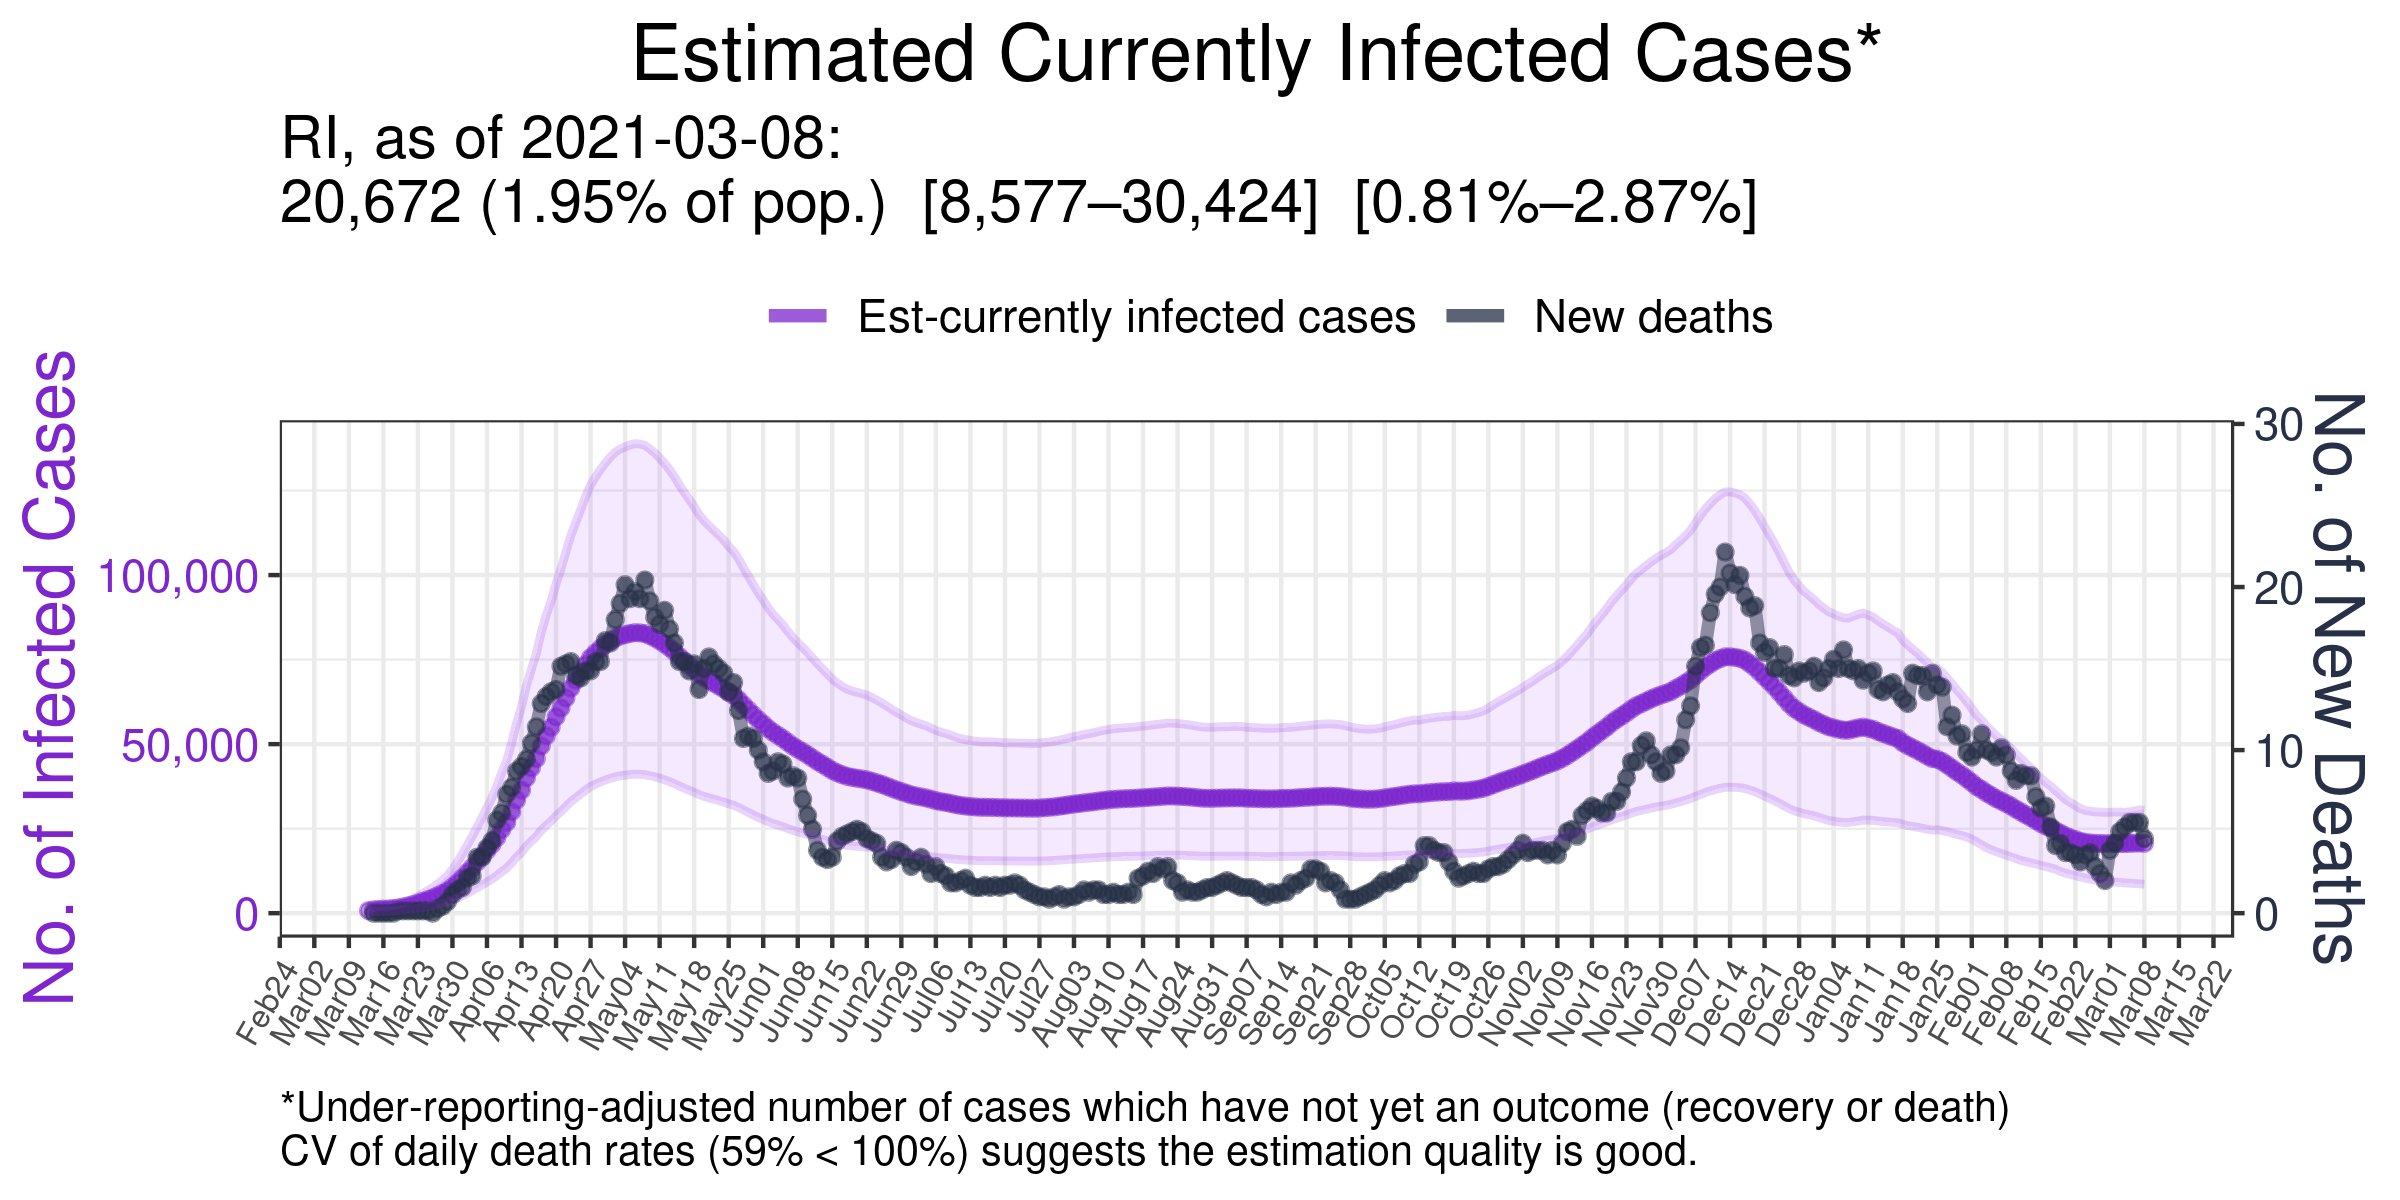 Estimated Currently Infected Cases*
RI, as of 2021-03-08:
20,672 (1.95% of pop.) [8,577–30,424] [0.81%–2.87%]
Est-currently infected cases
New deaths
No. of Infected Cases
100,000
50,000
0
30
20
10
0
No. of New Deaths
Feb24
Mar02
Mar09
Mar16
Mar23
Mar30
Apr06
Apr13
Apr20
Apr27
May04
May11
May18
May25
Jun01
Jun08
Jun15
Jun22
Jun29
Jul06
Jul13
Jul20
Jul27
Aug03
Aug10
Aug17
Aug24
Aug31
Sep07
Sep14
Sep21
Sep28
Oct05
Oct12
Oct19
Oct26
Nov02
Nov09
Nov16
Nov23
Nov30
Dec07
Dec14
Dec21
Dec28
Jan04
Jan11
Jan18
Jan25
Feb01
Feb08
Feb15
Feb22
Mar01
Mar08
Mar15
Mar22
*Under-reporting-adjusted number of cases which have not yet an outcome (recovery or death)
CV of daily death rates (59% < 100%) suggests the estimation quality is good.